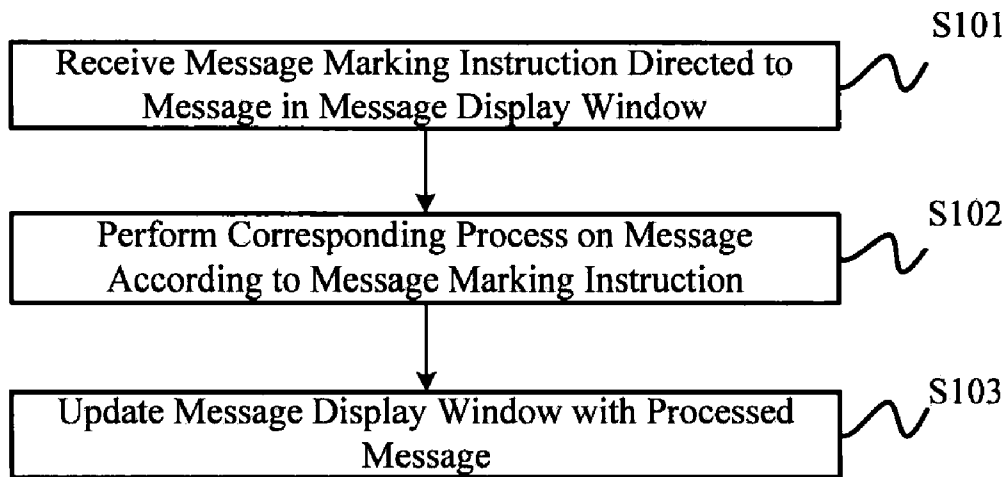 S101
Receive Message Marking Instruction Directed to
Message in Message Display Window
S102
Perform Corresponding Process on Message
According to Message Marking Instruction
S103
Update Message Display Window with Processed
Message